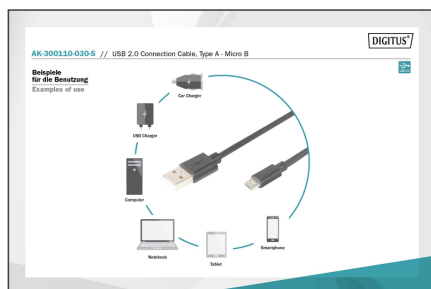 DIGITUS®
AK-300110-030-S // USB 2.0 Connection Cable, Type A - Micro B
Beispiele
für die Benutzung
Examples of use
Car Charger
USB Charger
Computer
Notebook
Tablet
Smartphone